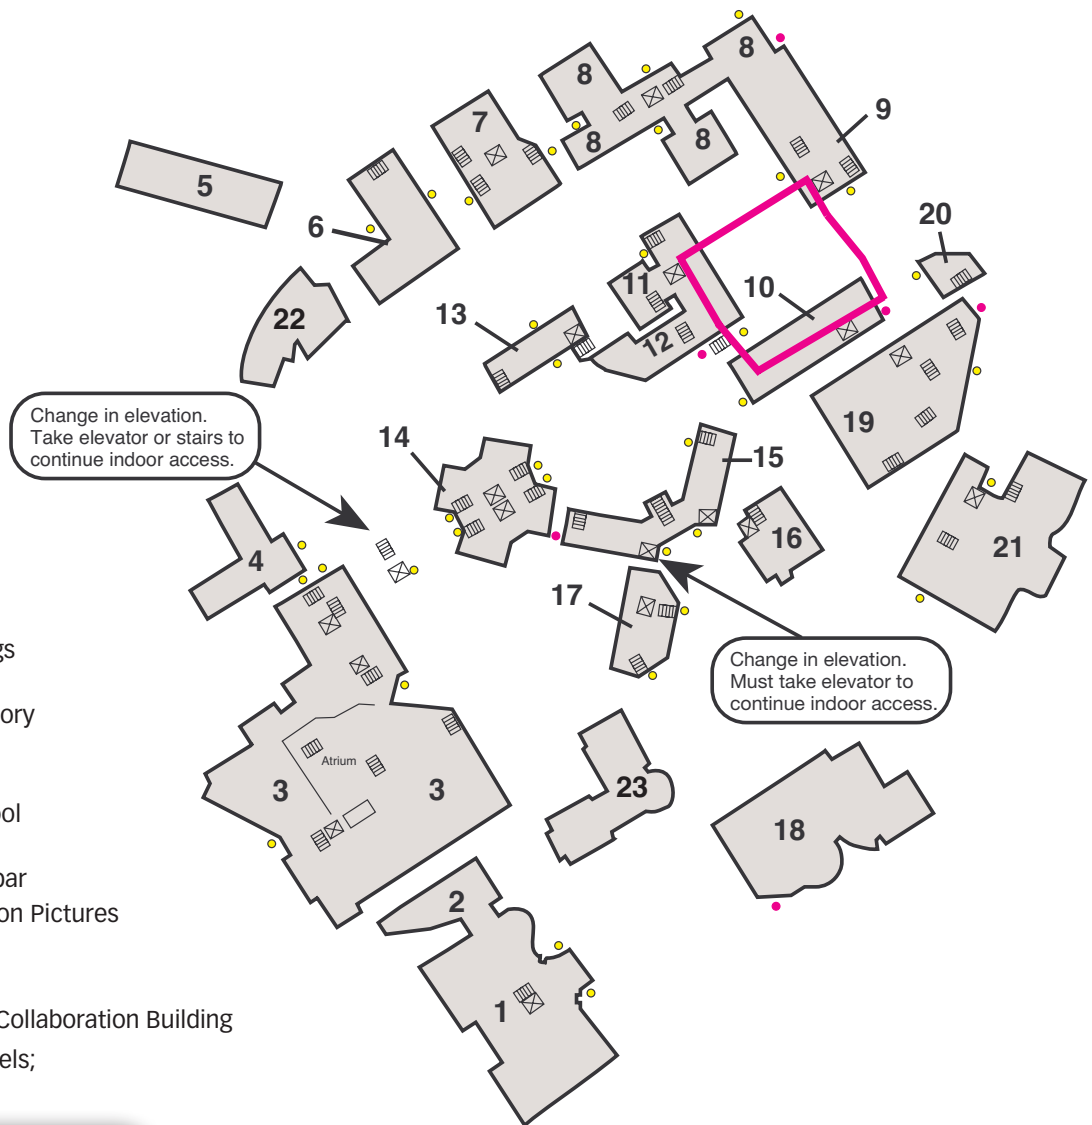 8
8
7
8
9
8
8
5
6
20
11
10
22
13
12
Change in elevation.
Take elevator or stairs to
continue indoor access.
14
15
19
4
16
21
17
gs
Change in elevation.
Must take elevator to
continue indoor access.
ory
Atrium
3
3
23
ool
18
bar
on Pictures
2
1
Collaboration Building
els;